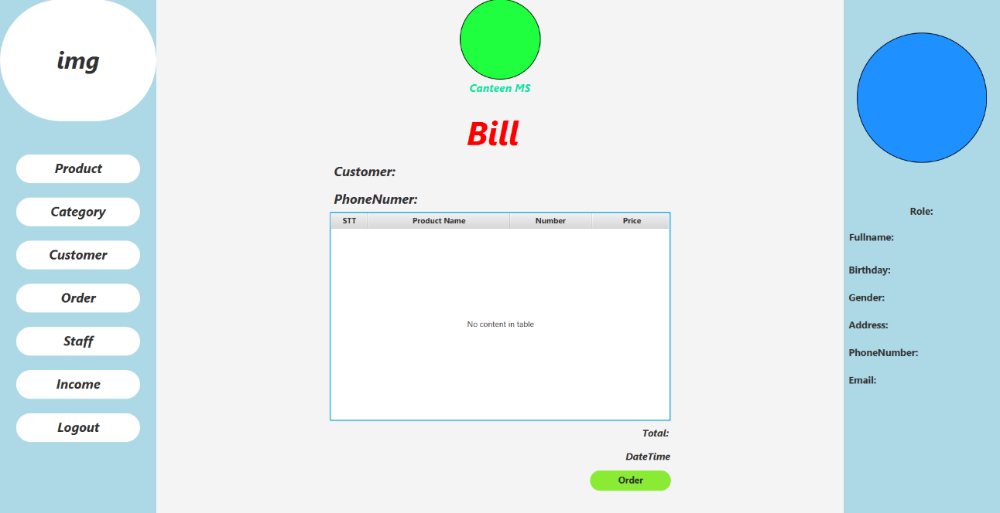 img
Product
Category
Customer
Order
Staff
Income
Logout
Canteen MS
Bill
Customer:
PhoneNumer:
STT Product Name Number Price
No content in table
Total:
DateTime
Order
Role:
Fullname:
Birthday:
Gender:
Address:
PhoneNumber:
Email: